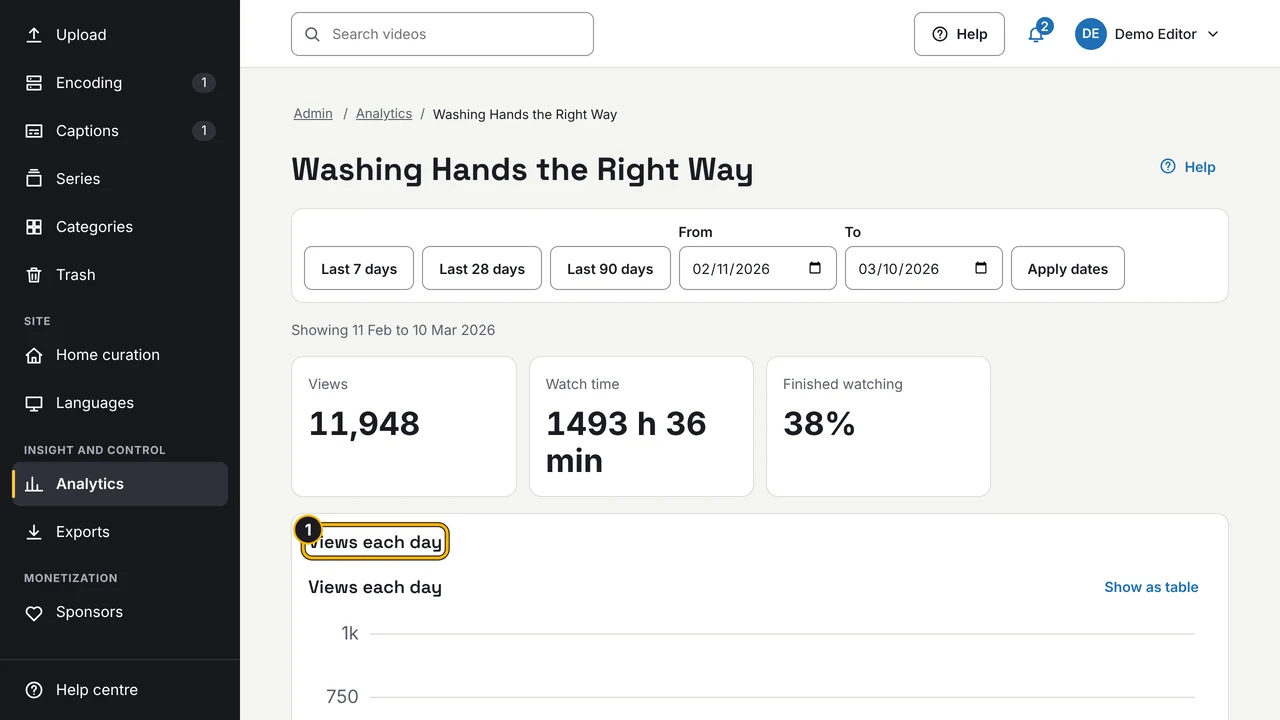 Upload
Encoding 1
Captions 1
Series
Categories
Trash
SITE
Home curation
Languages
INSIGHT AND CONTROL
Analytics
Exports
MONETIZATION
Sponsors
Help centre
Search videos
Help
2
DE Demo Editor
Admin / Analytics / Washing Hands the Right Way
Washing Hands the Right Way
Help
From To
Last 7 days Last 28 days Last 90 days 02/11/2026 03/10/2026 Apply dates
Showing 11 Feb to 10 Mar 2026
Views
11,948
Watch time
1493 h 36
min
Finished watching
38%
1
Views each day
Views each day
Show as table
1k
750